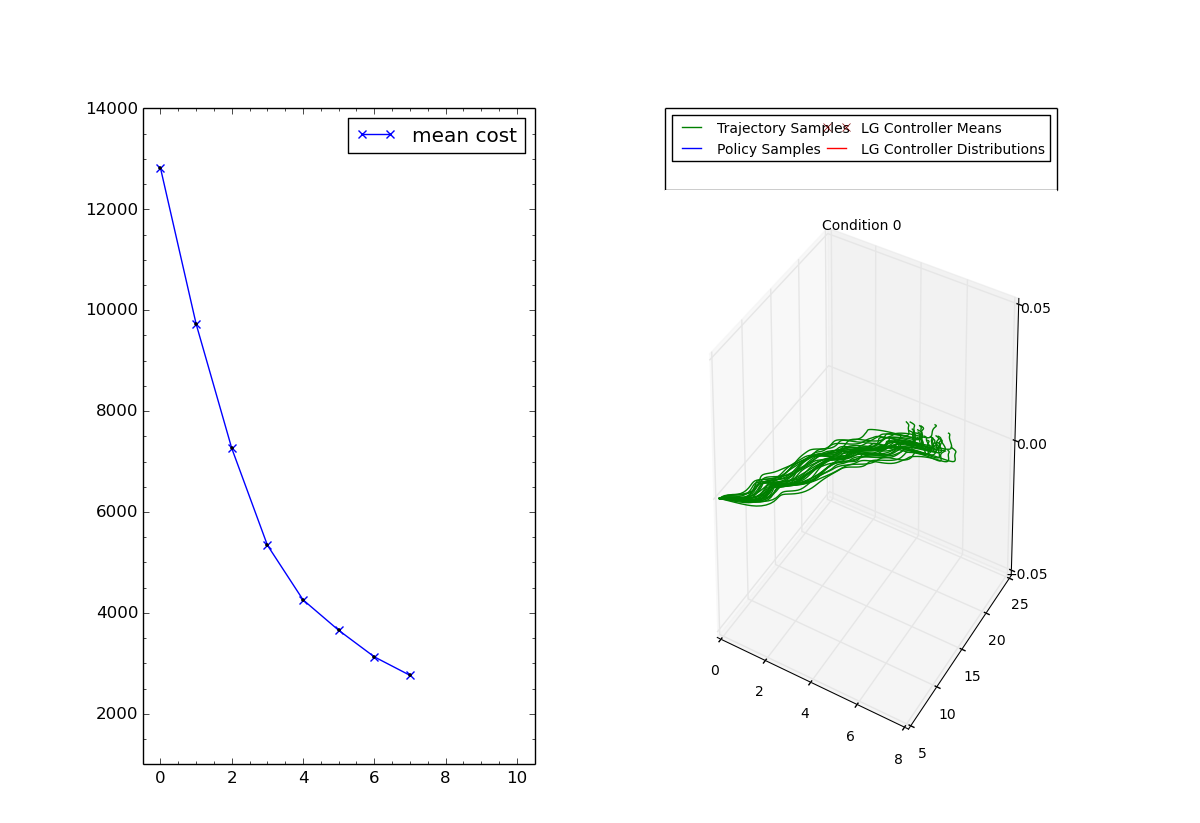 14000
12000
10000
8000
6000
4000
2000
0 2 4 6 8 10
mean cost
Trajectory Samples LG Controller Means
Policy Samples LG Controller Distributions
Condition 0
0.05
0.00
−0.05
0 2 4 6 8
5 10 15 20 25